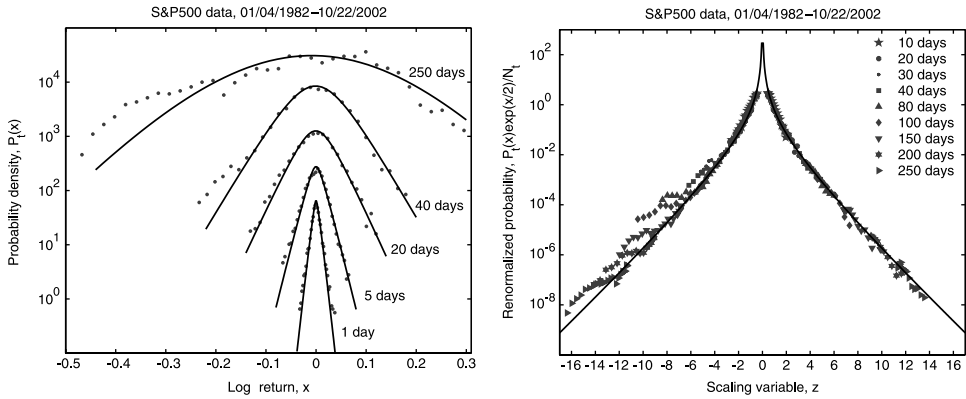 S&P500 data, 01/04/1982−10/22/2002
Probability density, P_t(x)
10^4
10^3
10^2
10^1
10^0
250 days
40 days
20 days
5 days
1 day
-0.5 -0.4 -0.3 -0.2 -0.1 0 0.1 0.2 0.3
Log return, x
S&P500 data, 01/04/1982−10/22/2002
Renormalized probability, P_t(x)exp(x/2)/N_t
10^2
10^0
10^-2
10^-4
10^-6
10^-8
10 days
20 days
30 days
40 days
80 days
100 days
150 days
200 days
250 days
-16 -14 -12 -10 -8 -6 -4 -2 0 2 4 6 8 10 12 14 16
Scaling variable, z